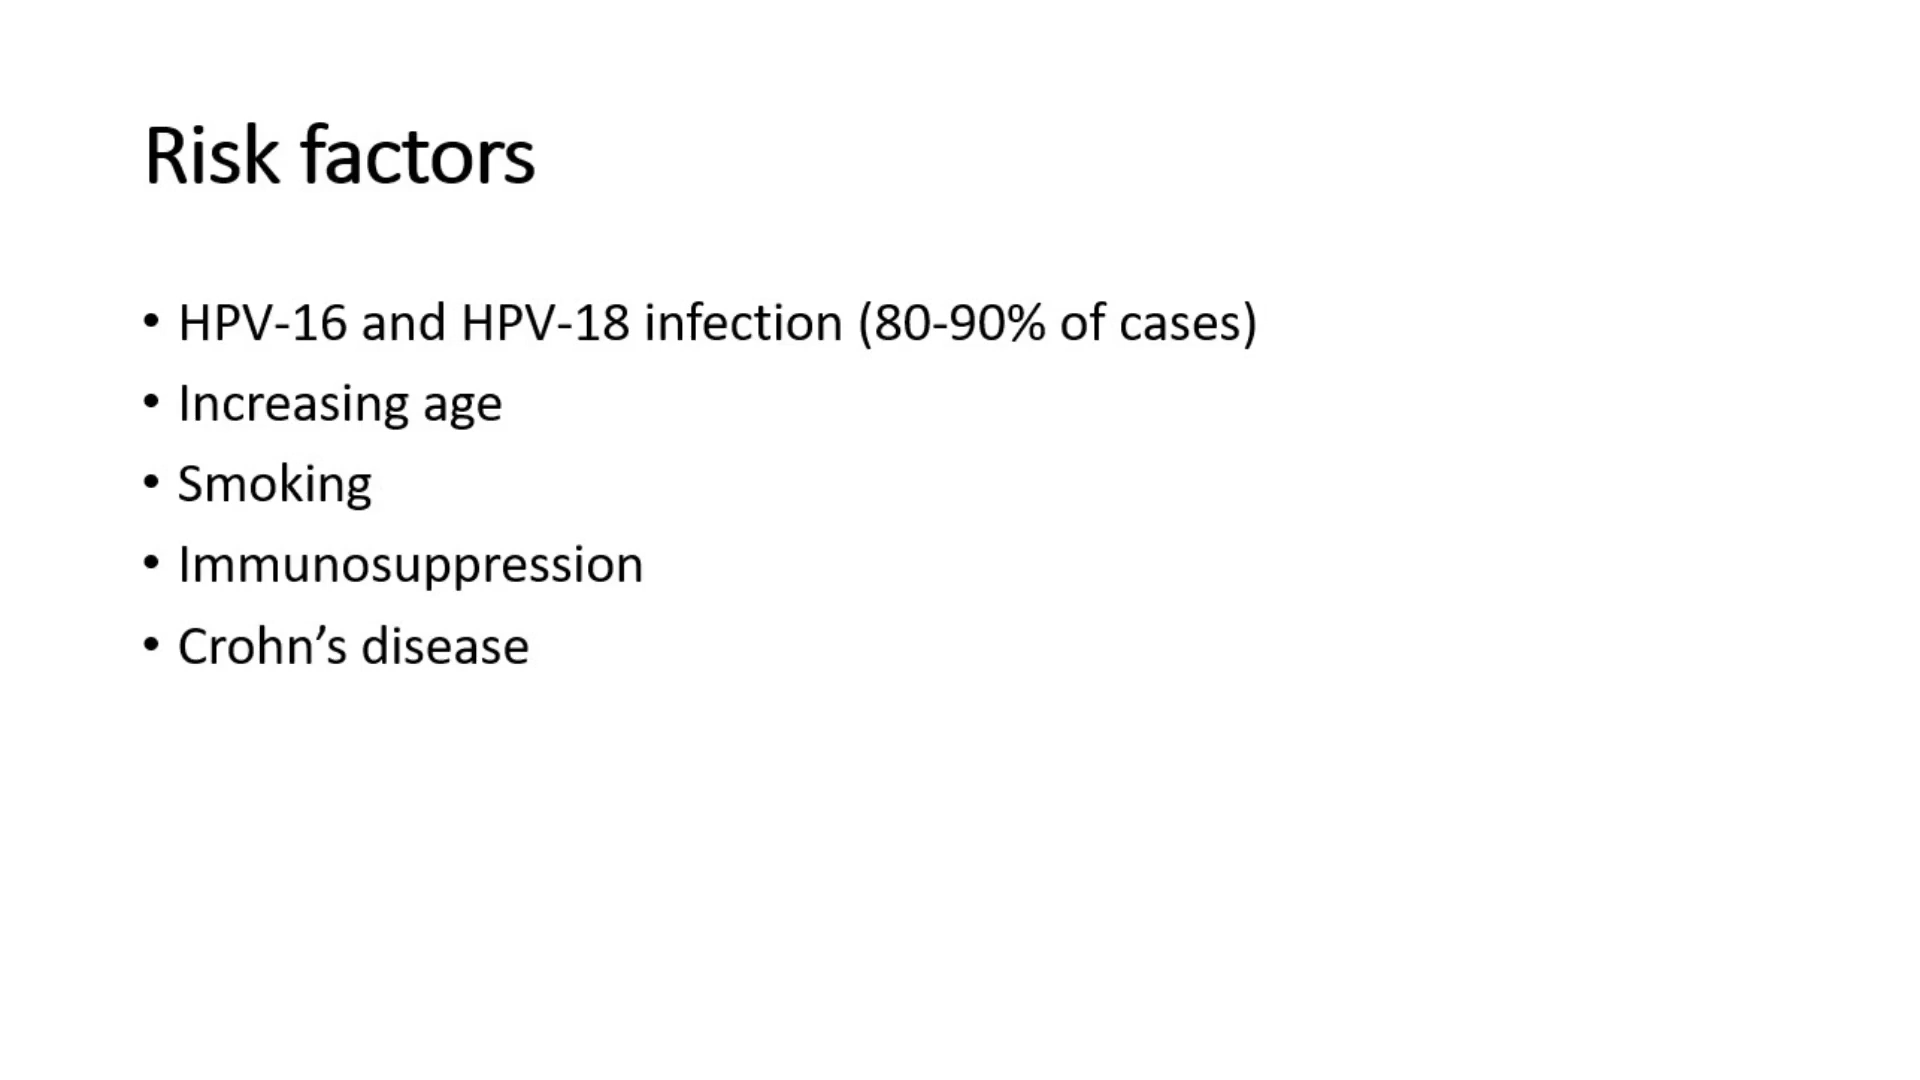 Risk factors
• HPV-16 and HPV-18 infection (80-90% of cases)
• Increasing age
• Smoking
• Immunosuppression
• Crohn’s disease